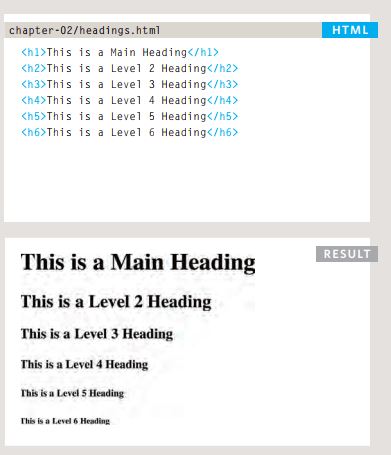 chapter-02/headings.html HTML
<h1>This is a Main Heading</h1>
<h2>This is a Level 2 Heading</h2>
<h3>This is a Level 3 Heading</h3>
<h4>This is a Level 4 Heading</h4>
<h5>This is a Level 5 Heading</h5>
<h6>This is a Level 6 Heading</h6>
RESULT
This is a Main Heading
This is a Level 2 Heading
This is a Level 3 Heading
This is a Level 4 Heading
This is a Level 5 Heading
This is a Level 6 Heading